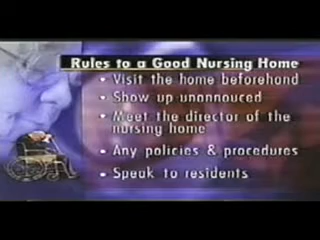 Rules to a Good Nursing Home
• Visit the home beforehand
• Show up unannouced
• Meet the director of the
nursing home
• Any policies & procedures
• Speak to residents